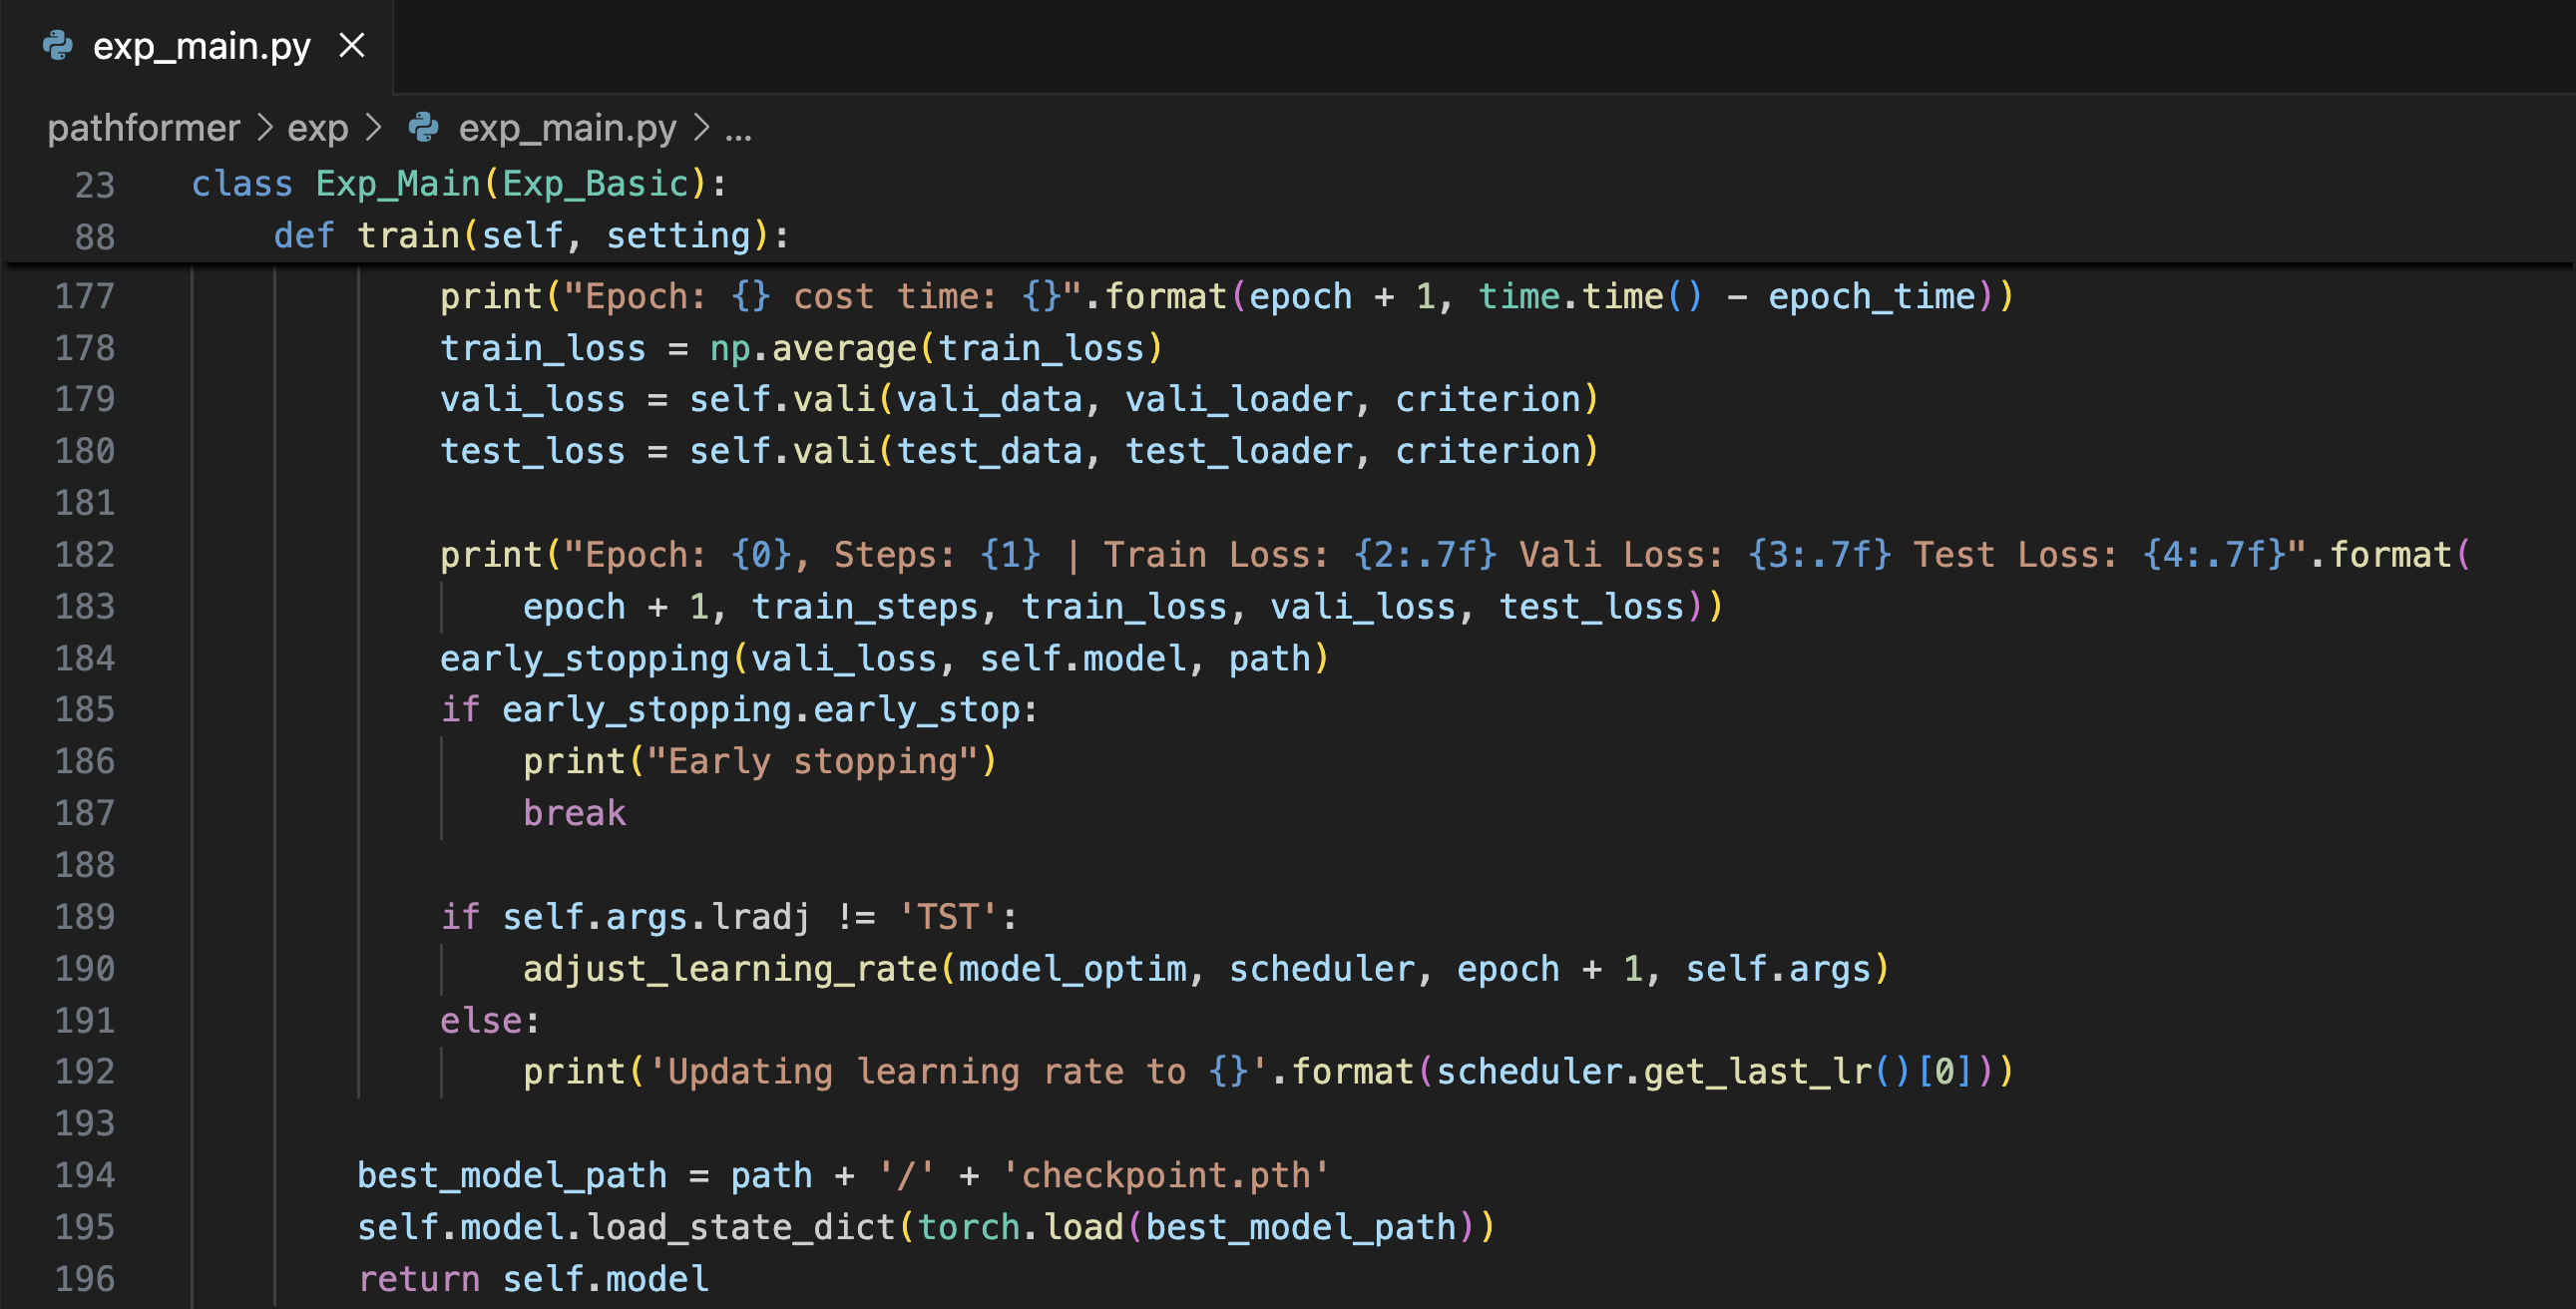 exp_main.py ×
pathformer > exp > exp_main.py > ...
23 class Exp_Main(Exp_Basic):
88 def train(self, setting):
177 print("Epoch: {} cost time: {}".format(epoch + 1, time.time() - epoch_time))
178 train_loss = np.average(train_loss)
179 vali_loss = self.vali(vali_data, vali_loader, criterion)
180 test_loss = self.vali(test_data, test_loader, criterion)
181
182 print("Epoch: {0}, Steps: {1} | Train Loss: {2:.7f} Vali Loss: {3:.7f} Test Loss: {4:.7f}".format(
183 epoch + 1, train_steps, train_loss, vali_loss, test_loss))
184 early_stopping(vali_loss, self.model, path)
185 if early_stopping.early_stop:
186 print("Early stopping")
187 break
188
189 if self.args.lradj != 'TST':
190 adjust_learning_rate(model_optim, scheduler, epoch + 1, self.args)
191 else:
192 print('Updating learning rate to {}'.format(scheduler.get_last_lr()[0]))
193
194 best_model_path = path + '/' + 'checkpoint.pth'
195 self.model.load_state_dict(torch.load(best_model_path))
196 return self.model